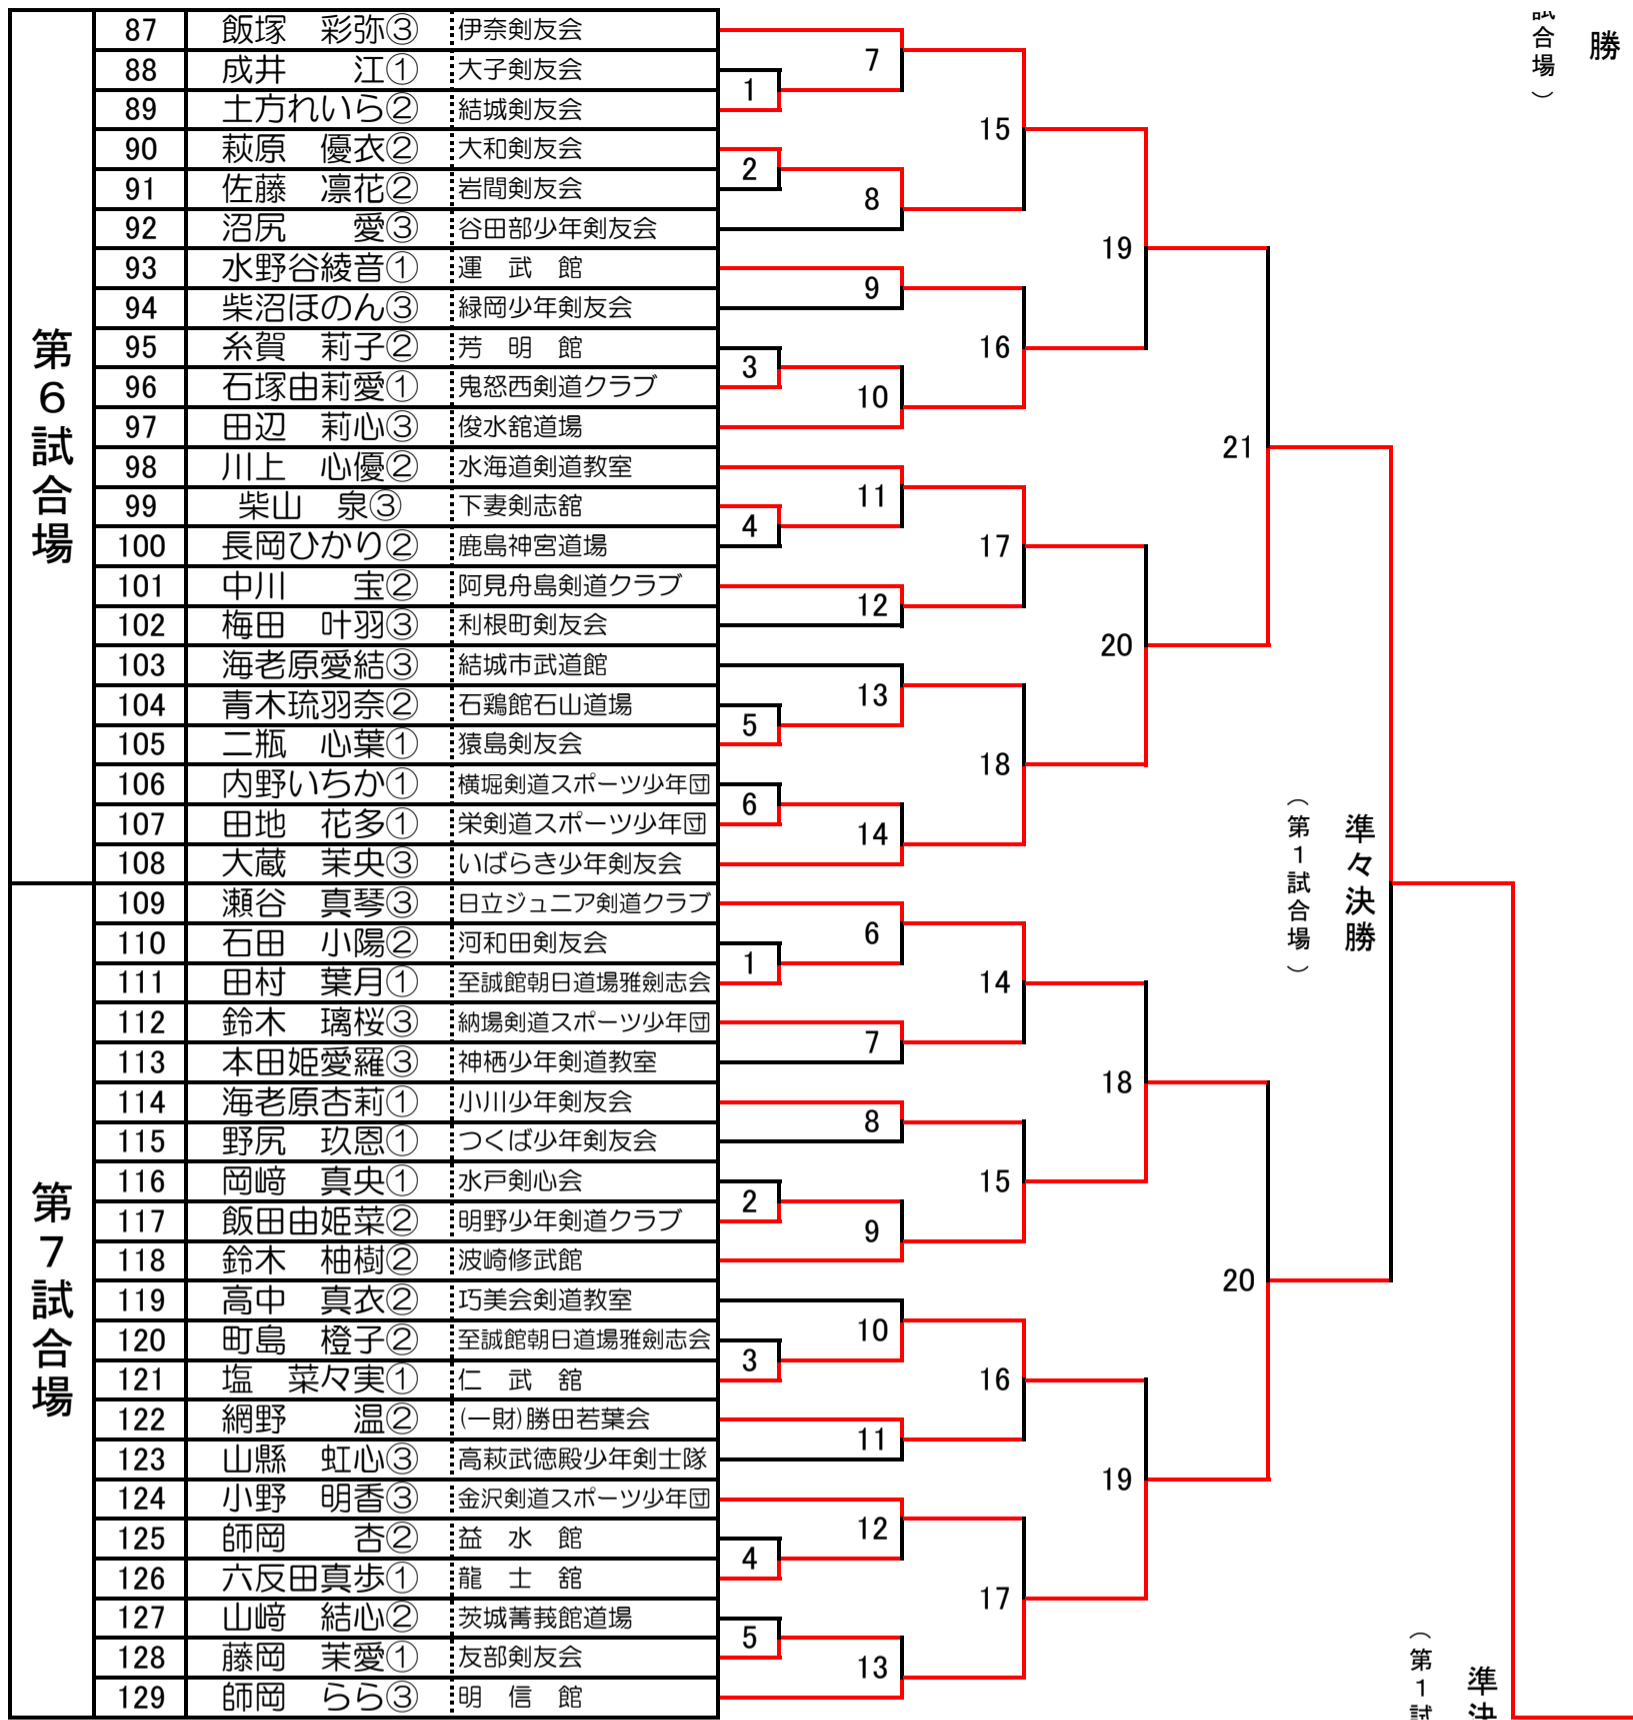 第6試合場
87 飯塚　彩弥③ 伊奈剣友会
88 成井　　江① 大子剣友会
89 土方れいら② 結城剣友会
90 萩原　優衣② 大和剣友会
91 佐藤　凛花② 岩間剣友会
92 沼尻　　愛③ 谷田部少年剣友会
93 水野谷綾音① 運　武　館
94 柴沼ほのん③ 緑岡少年剣友会
95 糸賀　莉子② 芳　明　館
96 石塚由莉愛① 鬼怒西剣道クラブ
97 田辺　莉心③ 俊水舘道場
98 川上　心優② 水海道剣道教室
99 柴山　泉③ 下妻剣志舘
100 長岡ひかり② 鹿島神宮道場
101 中川　　宝② 阿見舟島剣道クラブ
102 梅田　叶羽③ 利根町剣友会
103 海老原愛結③ 結城市武道館
104 青木琉羽奈② 石鶏館石山道場
105 二瓶　心葉① 猿島剣友会
106 内野いちか① 横堀剣道スポーツ少年団
107 田地　花多① 栄剣道スポーツ少年団
108 大蔵　茉央③ いばらき少年剣友会
第7試合場
109 瀬谷　真琴③ 日立ジュニア剣道クラブ
110 石田　小陽② 河和田剣友会
111 田村　葉月① 至誠館朝日道場雅劍志会
112 鈴木　璃桜③ 納場剣道スポーツ少年団
113 本田姫愛羅③ 神栖少年剣道教室
114 海老原杏莉① 小川少年剣友会
115 野尻　玖恩① つくば少年剣友会
116 岡﨑　真央① 水戸剣心会
117 飯田由姫菜② 明野少年剣道クラブ
118 鈴木　柚樹② 波崎修武館
119 高中　真衣② 巧美会剣道教室
120 町島　橙子② 至誠館朝日道場雅劍志会
121 塩　菜々実① 仁　武　舘
122 網野　　温② (一財)勝田若葉会
123 山縣　虹心③ 高萩武徳殿少年剣士隊
124 小野　明香③ 金沢剣道スポーツ少年団
125 師岡　　杏② 益　水　館
126 六反田真歩① 龍　士　舘
127 山﨑　結心② 茨城菁莪館道場
128 藤岡　茉愛① 友部剣友会
129 師岡　らら③ 明　信　館
1
2
3
4
5
6
7
8
9
10
11
12
13
14
15
16
17
18
19
20
21
1
2
3
4
5
6
7
8
9
10
11
12
13
14
15
16
17
18
19
20
勝
試合場）
準々決勝
（第1試合場）
準決
（第1試